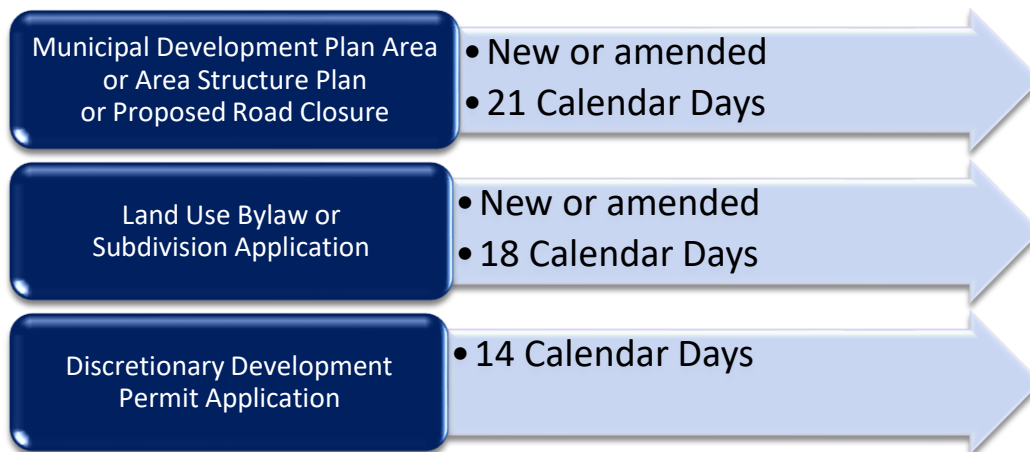 Municipal Development Plan Area
or Area Structure Plan
or Proposed Road Closure
• New or amended
• 21 Calendar Days
Land Use Bylaw or
Subdivision Application
• New or amended
• 18 Calendar Days
Discretionary Development
Permit Application
• 14 Calendar Days